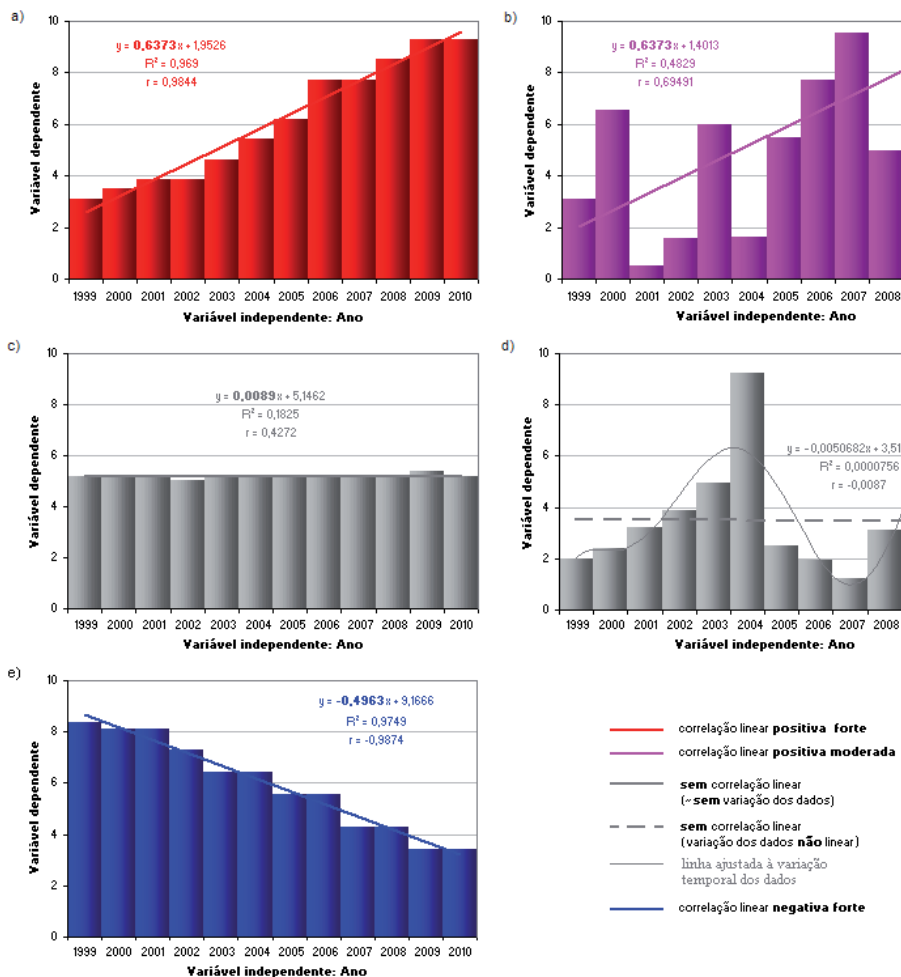 a)
y = 0,6373x + 1,9526
R² = 0,969
r = 0,9844
Variável dependente
10
8
6
4
2
0
1999 2000 2001 2002 2003 2004 2005 2006 2007 2008 2009 2010
Variável independente: Ano
b)
y = 0,6373x + 1,4013
R² = 0,4829
r = 0,69491
Variável dependente
10
8
6
4
2
0
1999 2000 2001 2002 2003 2004 2005 2006 2007 2008
Variável independente: Ano
c)
y = 0,0089x + 5,1462
R² = 0,1825
r = 0,4272
Variável dependente
10
8
6
4
2
0
1999 2000 2001 2002 2003 2004 2005 2006 2007 2008 2009 2010
Variável independente: Ano
d)
y = -0,0050682x + 3,51
R² = 0,0000756
r = -0,0087
Variável dependente
10
8
6
4
2
0
1999 2000 2001 2002 2003 2004 2005 2006 2007 2008
Variável independente: Ano
e)
y = -0,4963x + 9,1666
R² = 0,9749
r = -0,9874
Variável dependente
10
8
6
4
2
0
1999 2000 2001 2002 2003 2004 2005 2006 2007 2008 2009 2010
Variável independente: Ano
correlação linear positiva forte
correlação linear positiva moderada
sem correlação linear
(~sem variação dos dados)
sem correlação linear
(variação dos dados não linear)
linha ajustada à variação
temporal dos dados
correlação linear negativa forte